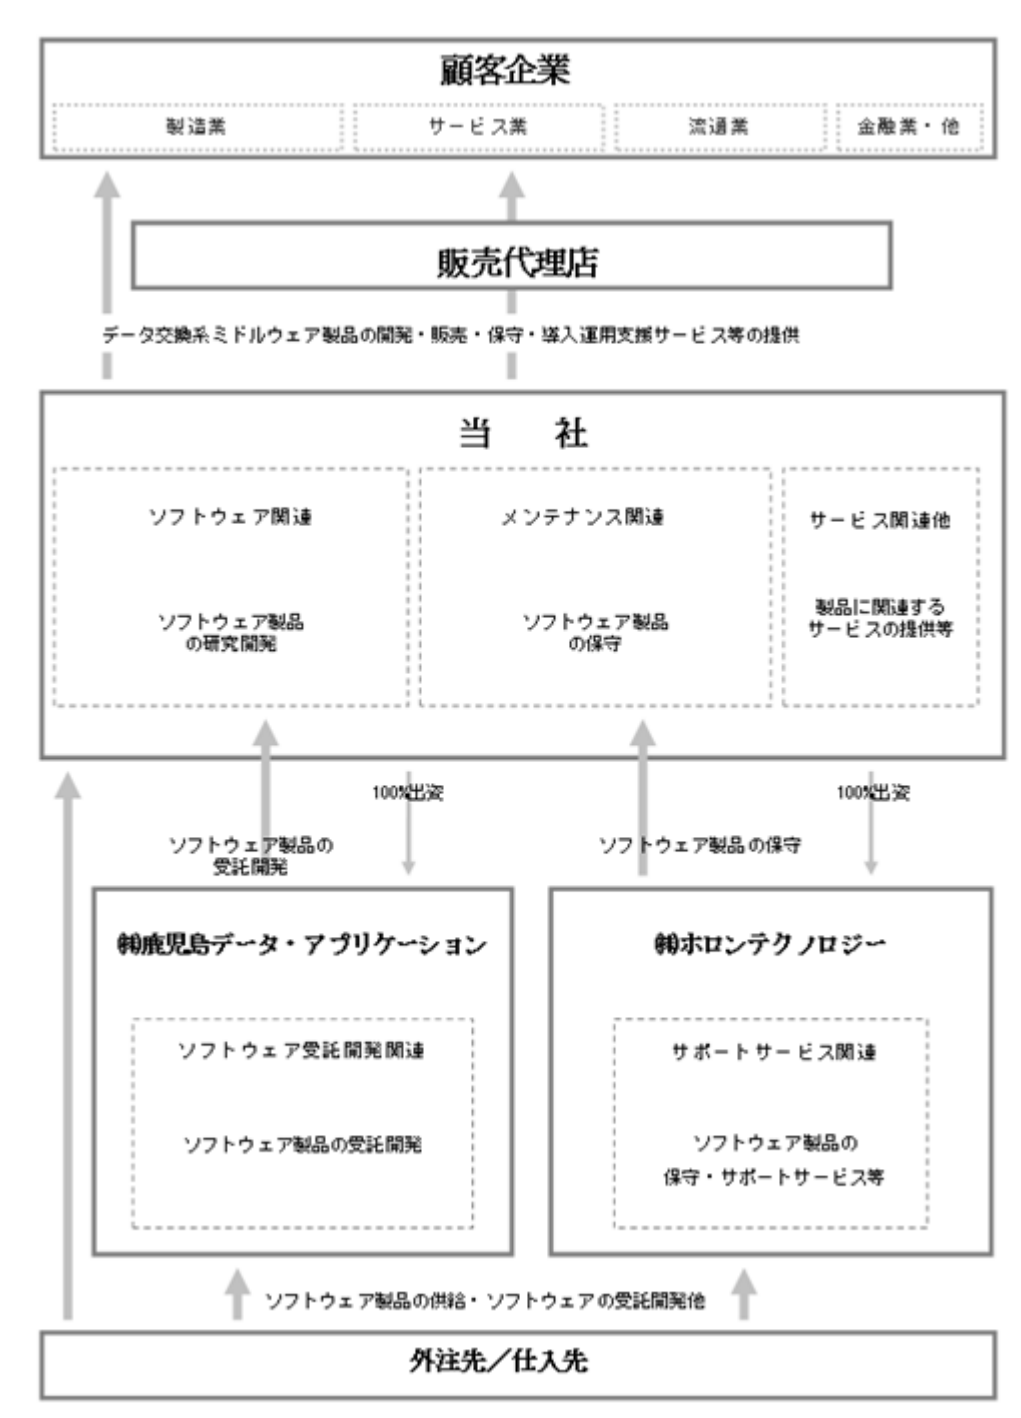 顧客企業
製造業
サービス業
流通業
金融業・他
販売代理店
データ交換系ミドルウェア製品の開発・販売・保守・導入運用支援サービス等の提供
当　社
ソフトウェア関連
ソフトウェア製品
の研究開発
メンテナンス関連
ソフトウェア製品
の保守
サービス関連他
製品に関連する
サービスの提供等
100%出資
100%出資
ソフトウェア製品の
受託開発
ソフトウェア製品の保守
㈱鹿児島データ・アプリケーション
ソフトウェア受託開発関連
ソフトウェア製品の受託開発
㈱ホロンテクノロジー
サポートサービス関連
ソフトウェア製品の
保守・サポートサービス等
ソフトウェア製品の供給・ソフトウェアの受託開発他
外注先／仕入先